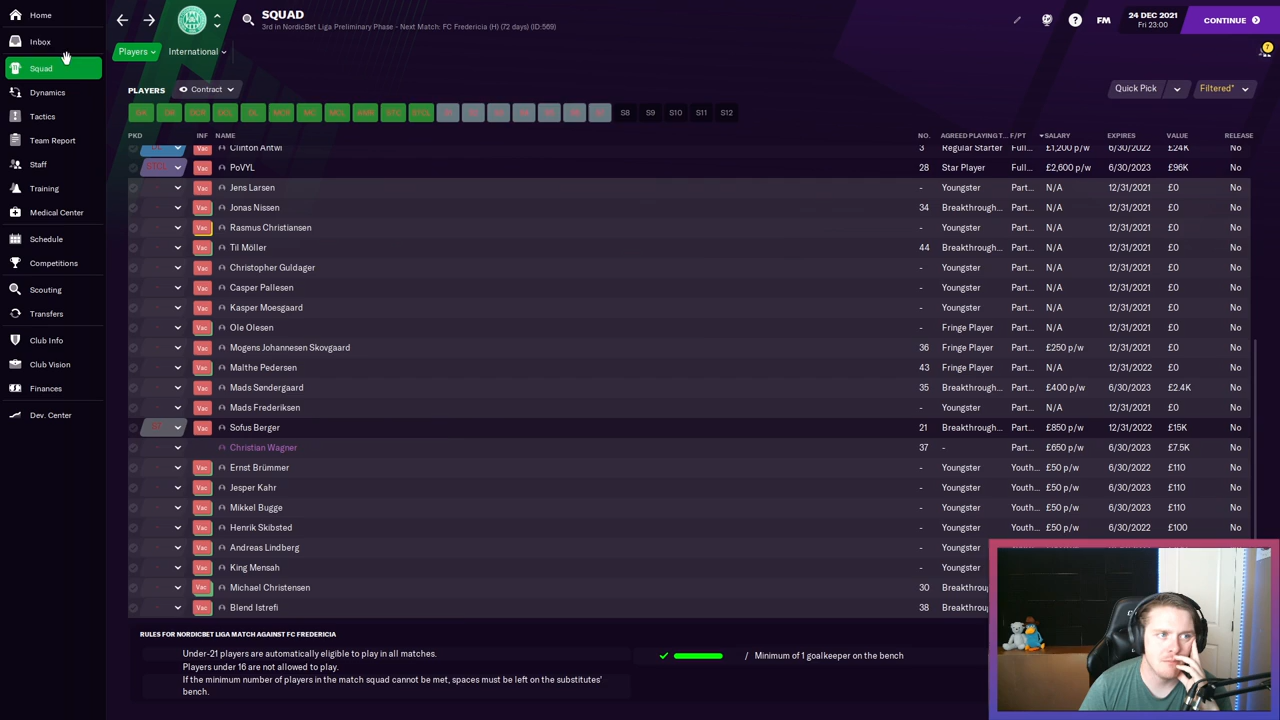 Home
SQUAD
3rd in NordicBet Liga Preliminary Phase - Next Match: FC Fredericia (H) (72 days) (ID:569)
FM
24 DEC 2021
Fri 23:00
CONTINUE
7
Inbox
Players
International
Squad
Dynamics
PLAYERS
Contract
Quick Pick
Filtered*
Tactics
S8
S9
S10
S11
S12
PKD INF NAME NO. AGREED PLAYING T... F/PT SALARY EXPIRES VALUE RELEASE
Team Report
Clinton Antwi 3 Regular Starter Full... £1,200 p/w 6/30/2022 £24K No
Staff
PoVYL 28 Star Player Full... £2,600 p/w 6/30/2023 £96K No
Training
Vac Jens Larsen - Youngster Part... N/A 12/31/2021 £0 No
Medical Center
Vac Jonas Nissen 34 Breakthrough... Part... N/A 12/31/2021 £0 No
Vac Rasmus Christiansen - Youngster Part... N/A 12/31/2021 £0 No
Schedule
Vac Til Möller 44 Breakthrough... Part... N/A 12/31/2021 £0 No
Competitions
Vac Christopher Guldager - Youngster Part... N/A 12/31/2021 £0 No
Scouting
Vac Casper Pallesen - Youngster Part... N/A 12/31/2021 £0 No
Transfers
Vac Kasper Moesgaard - Youngster Part... N/A 12/31/2021 £0 No
Vac Ole Olesen - Fringe Player Part... N/A 12/31/2021 £0 No
Club Info
Vac Mogens Johannesen Skovgaard 36 Fringe Player Part... £250 p/w 12/31/2021 £0 No
Club Vision
Vac Malthe Pedersen 43 Fringe Player Part... N/A 12/31/2022 £0 No
Finances
Vac Mads Søndergaard 35 Breakthrough... Part... £400 p/w 6/30/2023 £2.4K No
Vac Mads Frederiksen - Youngster Part... N/A 12/31/2021 £0 No
Dev. Center
Vac Sofus Berger 21 Breakthrough... Part... £850 p/w 12/31/2022 £15K No
Christian Wagner 37 - Part... £650 p/w 6/30/2023 £7.5K No
Vac Ernst Brümmer - Youngster Youth... £50 p/w 6/30/2022 £110 No
Vac Jesper Kahr - Youngster Youth... £50 p/w 6/30/2023 £110 No
Vac Mikkel Bugge - Youngster Youth... £50 p/w 6/30/2023 £110 No
Vac Henrik Skibsted - Youngster Youth... £50 p/w 6/30/2022 £100 No
Vac Andreas Lindberg - Youngster
Vac King Mensah - Youngster
Vac Michael Christensen 30 Breakthrou
Vac Blend Istrefi 38 Breakthrou
RULES FOR NORDICBET LIGA MATCH AGAINST FC FREDERICIA
Under-21 players are automatically eligible to play in all matches.
/ Minimum of 1 goalkeeper on the bench
Players under 16 are not allowed to play.
If the minimum number of players in the match squad cannot be met, spaces must be left on the substitutes'
bench.